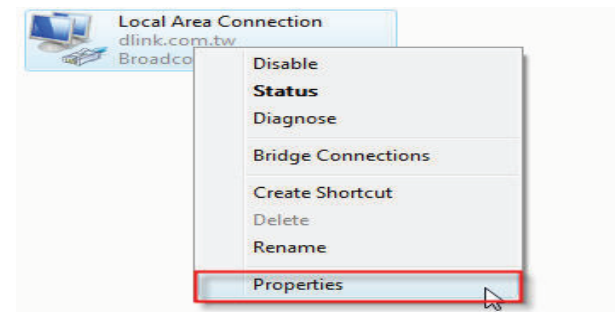 Local Area Connection
dlink.com.tw
Disable
Status
Diagnose
Bridge Connections
Create Shortcut
Delete
Rename
Properties